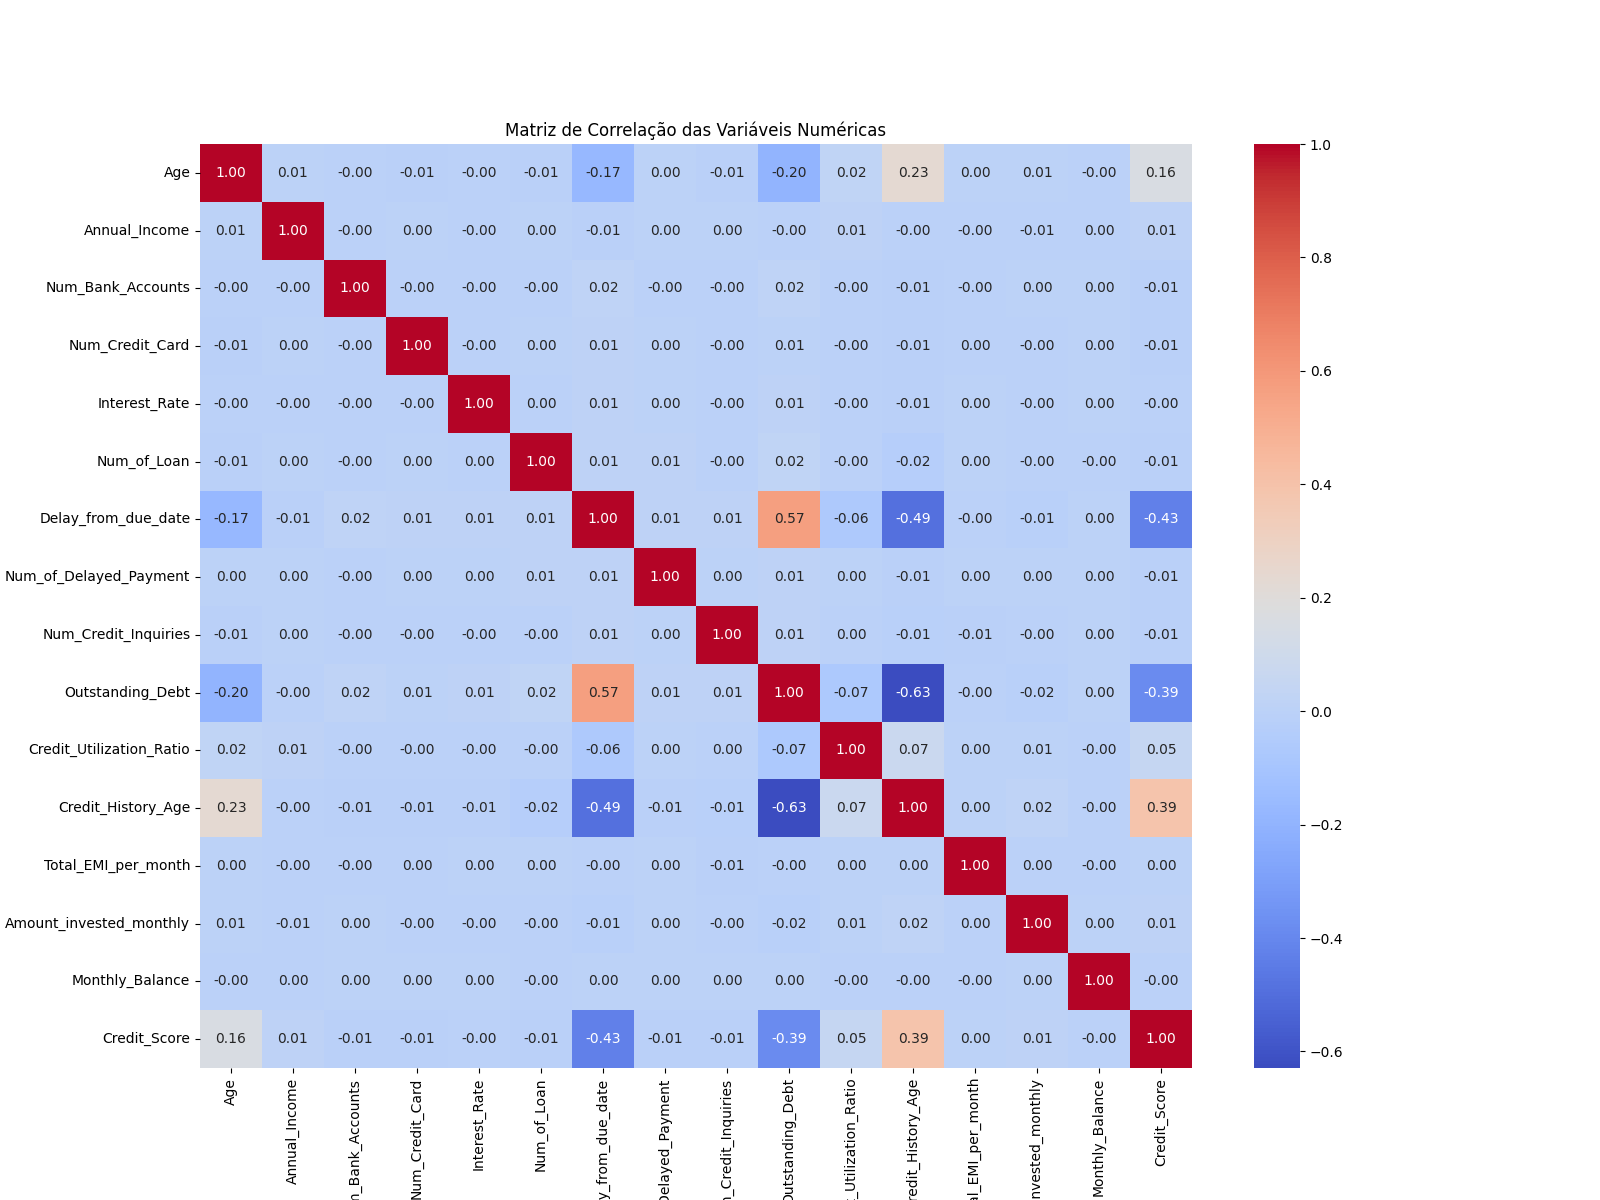 Matriz de Correlação das Variáveis Numéricas
Age 1.00 0.01 -0.00 -0.01 -0.00 -0.01 -0.17 0.00 -0.01 -0.20 0.02 0.23 0.00 0.01 -0.00 0.16
Annual_Income 0.01 1.00 -0.00 0.00 -0.00 0.00 -0.01 0.00 0.00 -0.00 0.01 -0.00 -0.00 -0.01 0.00 0.01
Num_Bank_Accounts -0.00 -0.00 1.00 -0.00 -0.00 -0.00 0.02 -0.00 -0.00 0.02 -0.00 -0.01 -0.00 0.00 0.00 -0.01
Num_Credit_Card -0.01 0.00 -0.00 1.00 -0.00 0.00 0.01 0.00 -0.00 0.01 -0.00 -0.01 0.00 -0.00 0.00 -0.01
Interest_Rate -0.00 -0.00 -0.00 -0.00 1.00 0.00 0.01 0.00 -0.00 0.01 -0.00 -0.01 0.00 -0.00 0.00 -0.00
Num_of_Loan -0.01 0.00 -0.00 0.00 0.00 1.00 0.01 0.01 -0.00 0.02 -0.00 -0.02 0.00 -0.00 -0.00 -0.01
Delay_from_due_date -0.17 -0.01 0.02 0.01 0.01 0.01 1.00 0.01 0.01 0.57 -0.06 -0.49 -0.00 -0.01 0.00 -0.43
Num_of_Delayed_Payment 0.00 0.00 -0.00 0.00 0.00 0.01 0.01 1.00 0.00 0.01 0.00 -0.01 0.00 0.00 0.00 -0.01
Num_Credit_Inquiries -0.01 0.00 -0.00 -0.00 -0.00 -0.00 0.01 0.00 1.00 0.01 0.00 -0.01 -0.01 -0.00 0.00 -0.01
Outstanding_Debt -0.20 -0.00 0.02 0.01 0.01 0.02 0.57 0.01 0.01 1.00 -0.07 -0.63 -0.00 -0.02 0.00 -0.39
Credit_Utilization_Ratio 0.02 0.01 -0.00 -0.00 -0.00 -0.00 -0.06 0.00 0.00 -0.07 1.00 0.07 0.00 0.01 -0.00 0.05
Credit_History_Age 0.23 -0.00 -0.01 -0.01 -0.01 -0.02 -0.49 -0.01 -0.01 -0.63 0.07 1.00 0.00 0.02 -0.00 0.39
Total_EMI_per_month 0.00 -0.00 -0.00 0.00 0.00 0.00 -0.00 0.00 -0.01 -0.00 0.00 0.00 1.00 0.00 -0.00 0.00
Amount_invested_monthly 0.01 -0.01 0.00 -0.00 -0.00 -0.00 -0.01 0.00 -0.00 -0.02 0.01 0.02 0.00 1.00 0.00 0.01
Monthly_Balance -0.00 0.00 0.00 0.00 0.00 -0.00 0.00 0.00 0.00 0.00 -0.00 -0.00 -0.00 0.00 1.00 -0.00
Credit_Score 0.16 0.01 -0.01 -0.01 -0.00 -0.01 -0.43 -0.01 -0.01 -0.39 0.05 0.39 0.00 0.01 -0.00 1.00
Age
Annual_Income
m_Bank_Accounts
Num_Credit_Card
Interest_Rate
Num_of_Loan
y_from_due_date
Delayed_Payment
n_Credit_Inquiries
Outstanding_Debt
_Utilization_Ratio
redit_History_Age
al_EMI_per_month
nvested_monthly
Monthly_Balance
Credit_Score
1.0
0.8
0.6
0.4
0.2
0.0
−0.2
−0.4
−0.6